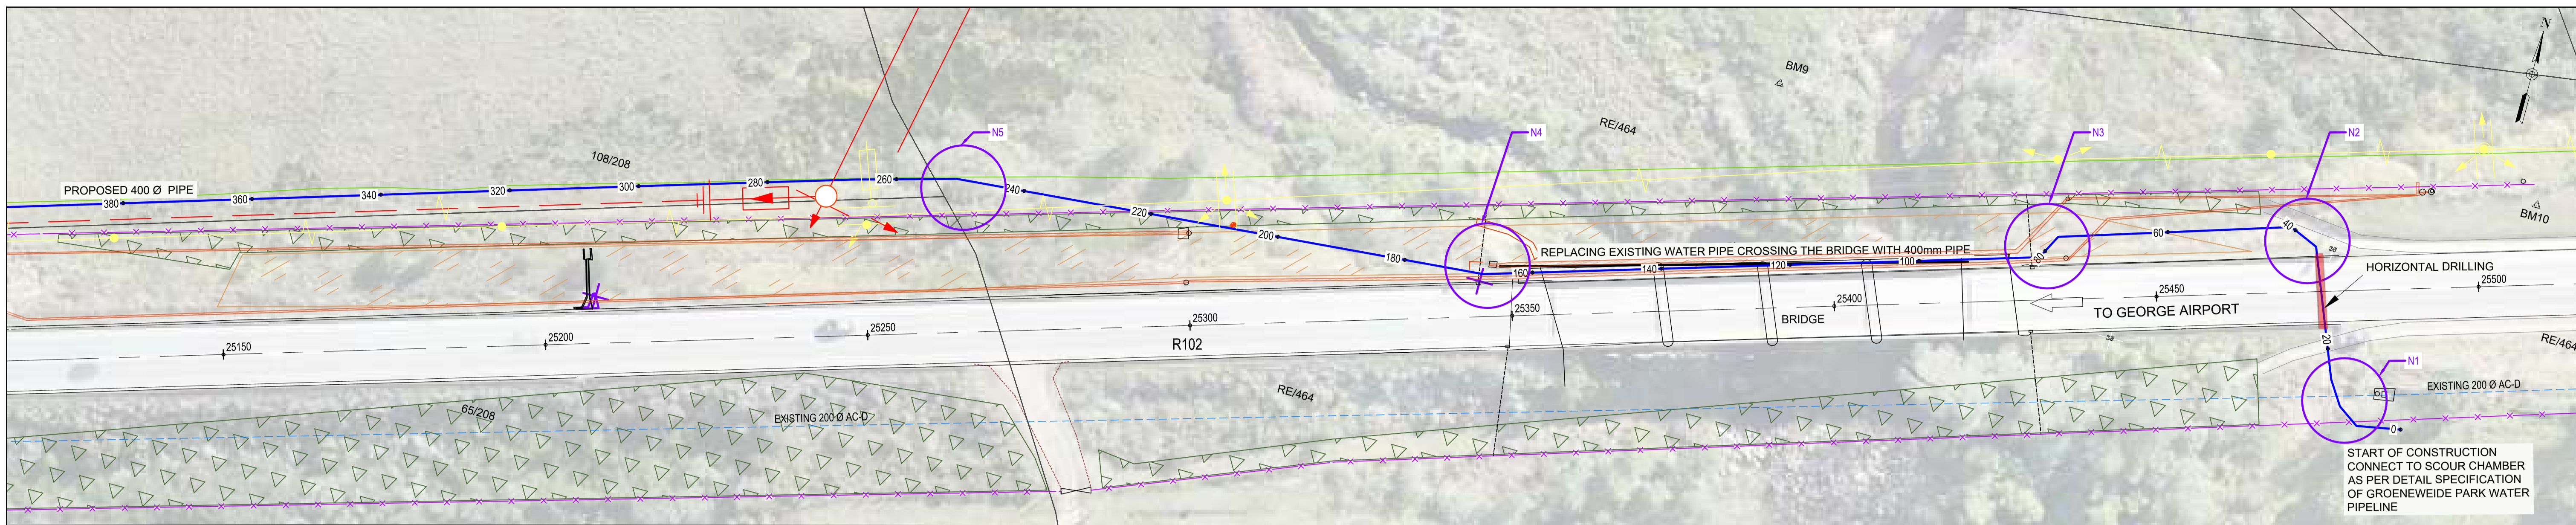 N
BM9
RE/464
N5
N4
N3
N2
108/208
PROPOSED 400 Ø PIPE
380
360
340
320
300
280
260
240
220
200
180
160
140
120
100
80
60
40
20
0
BM10
38
REPLACING EXISTING WATER PIPE CROSSING THE BRIDGE WITH 400mm PIPE
HORIZONTAL DRILLING
25150
25200
25250
25300
25350
25400
25450
25500
R102
BRIDGE
TO GEORGE AIRPORT
38
RE/464
N1
65/208
EXISTING 200 Ø AC-D
RE/464
EXISTING 200 Ø AC-D
START OF CONSTRUCTION
CONNECT TO SCOUR CHAMBER
AS PER DETAIL SPECIFICATION
OF GROENEWEIDE PARK WATER
PIPELINE